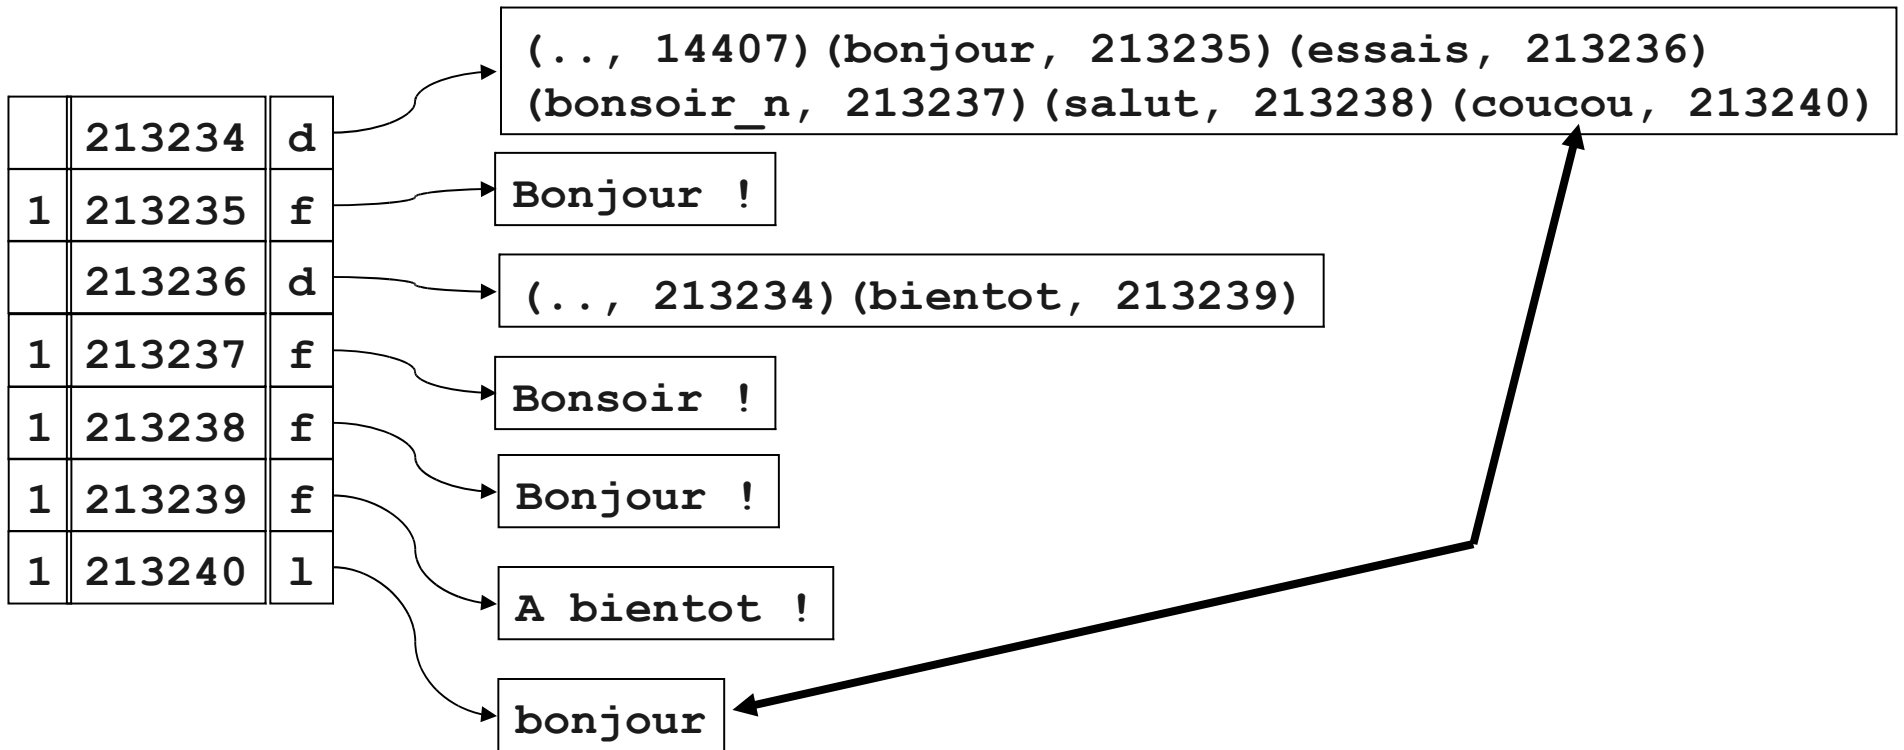 (.., 14407)(bonjour, 213235)(essais, 213236)
(bonsoir_n, 213237)(salut, 213238)(coucou, 213240)
213234 d
1 213235 f
Bonjour !
213236 d
(.., 213234)(bientot, 213239)
1 213237 f
Bonsoir !
1 213238 f
Bonjour !
1 213239 f
A bientot !
1 213240 l
bonjour